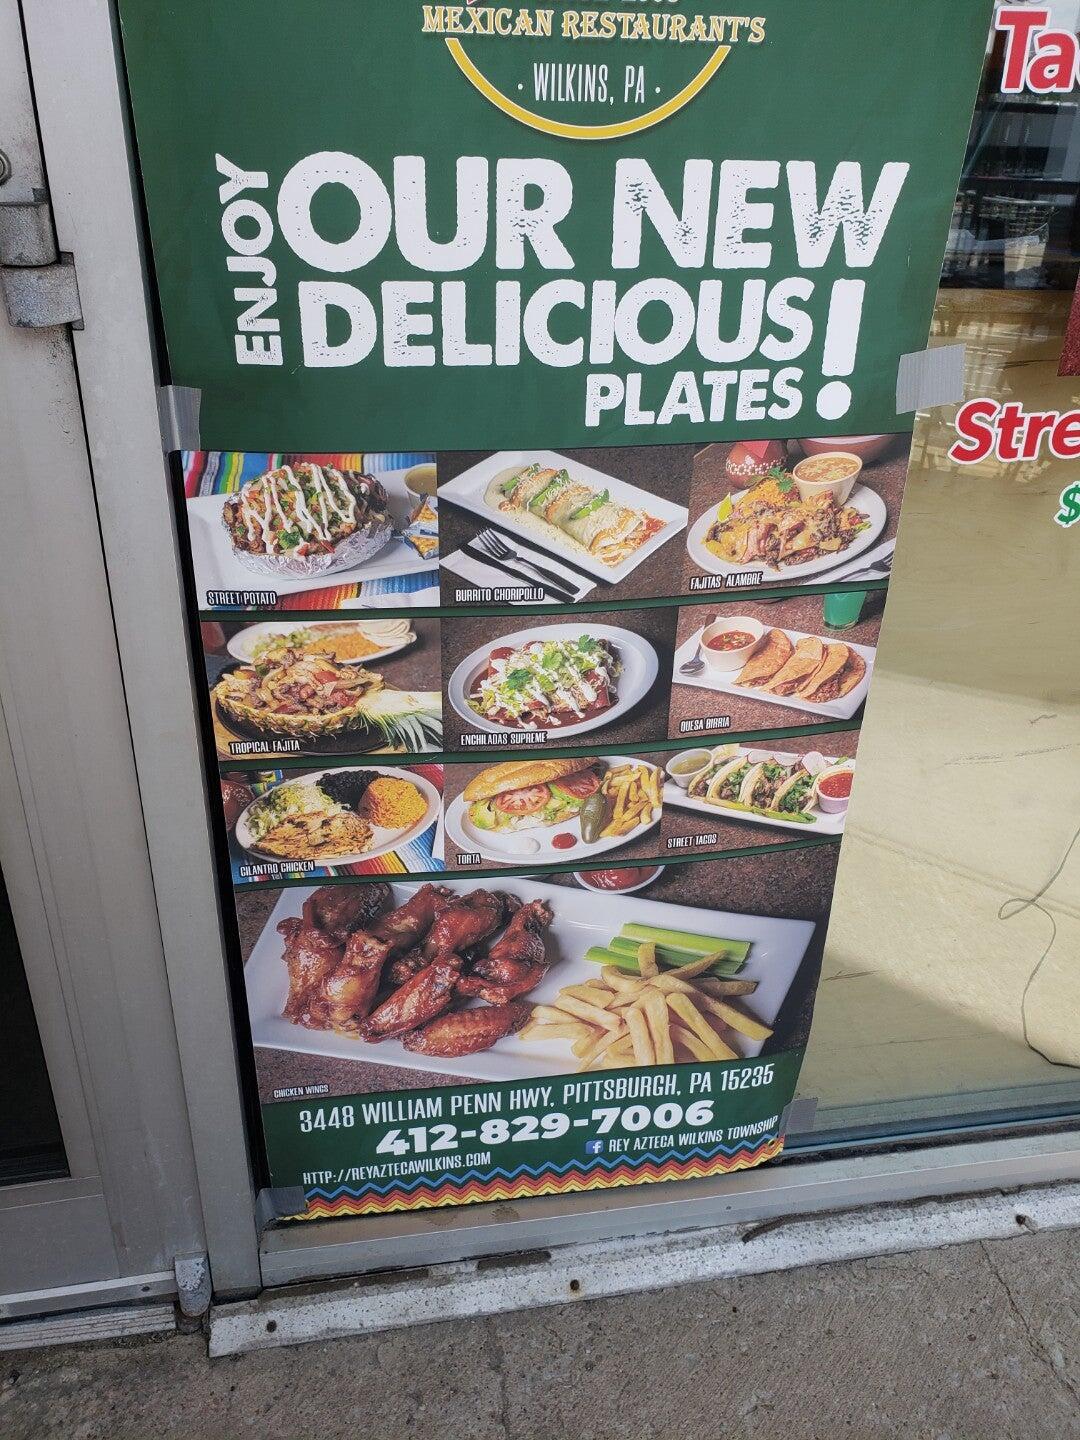 MEXICAN RESTAURANT'S
· WILKINS, PA ·
ENJOY
OUR NEW
DELICIOUS!
PLATES
STREET POTATO
BURRITO CHORIPOLLO
FAJITAS ALAMBRE
TROPICAL FAJITA
ENCHILADAS SUPREME
QUESA BIRRIA
CILANTRO CHICKEN
TORTA
STREET TACOS
CHICKEN WINGS
3448 WILLIAM PENN HWY. PITTSBURGH, PA 15235
412-829-7006
HTTP://REYAZTECAWILKINS.COM
f REY AZTECA WILKINS TOWNSHIP
Ta
Stre
$